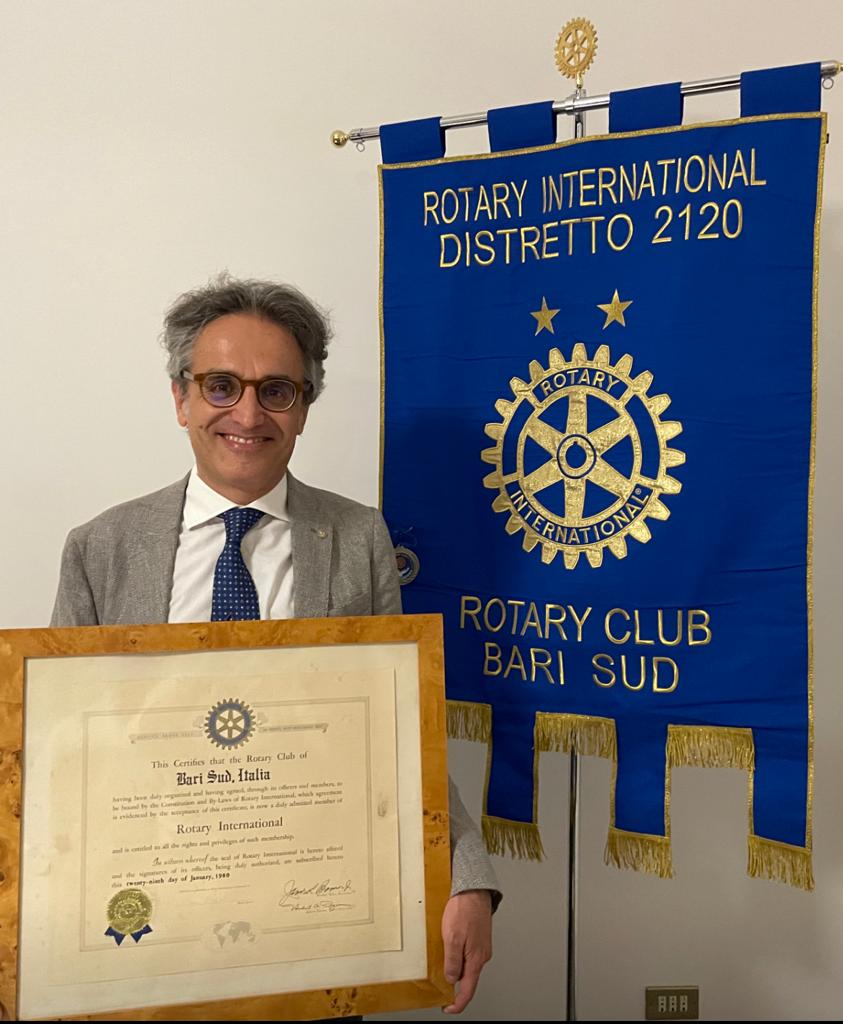 ROTARY INTERNATIONAL
DISTRETTO 2120
ROTARY
INTERNATIONAL®
ROTARY CLUB
BARI SUD
This Certifies that the Rotary Club of
Bari Sud, Italia
having been duly organized and having agreed, through its officers and members, to
be bound by the Constitution and By-Laws of Rotary International, which agreement
is evidenced by the acceptance of this certificate, is now a duly admitted member of
Rotary International
and is entitled to all the rights and privileges of such membership.
In witness whereof the seal of Rotary International is hereto affixed
and the signatures of its officers, being duly authorized, are subscribed hereto
this twenty-ninth day of January, 1980